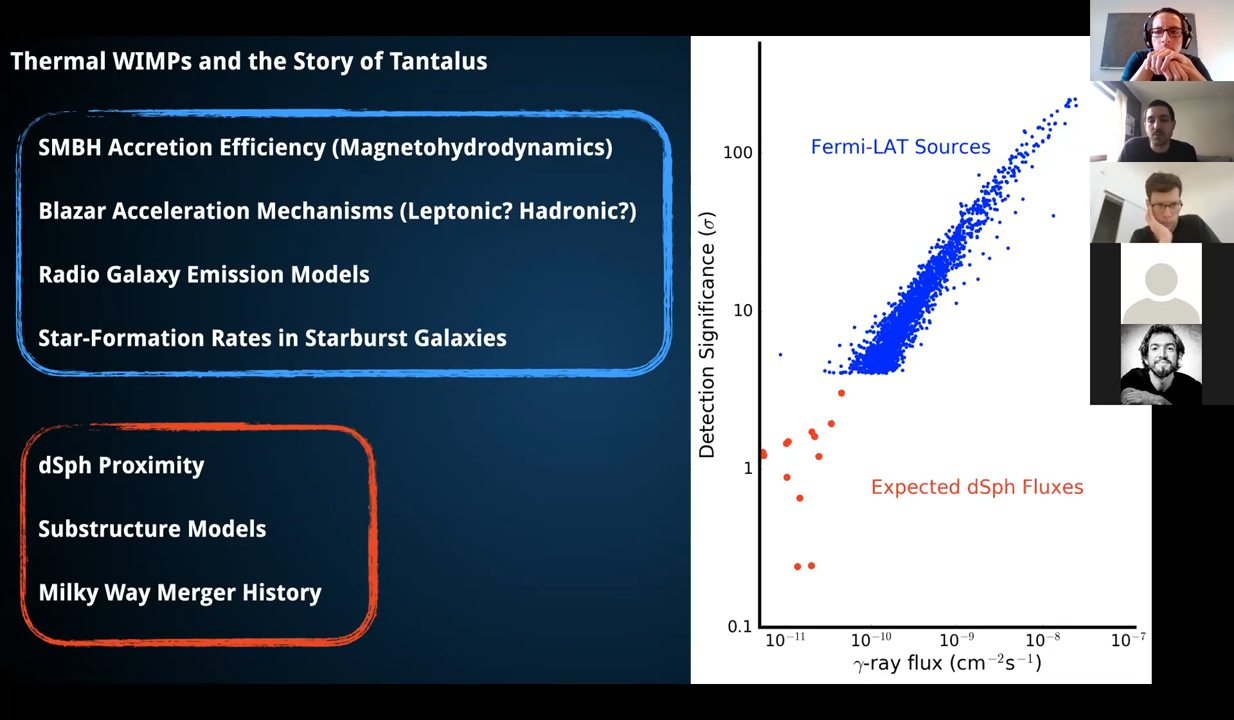 Thermal WIMPs and the Story of Tantalus
SMBH Accretion Efficiency (Magnetohydrodynamics)
Blazar Acceleration Mechanisms (Leptonic? Hadronic?)
Radio Galaxy Emission Models
Star-Formation Rates in Starburst Galaxies
dSph Proximity
Substructure Models
Milky Way Merger History
Detection Significance (σ)
100
10
1
0.1
Fermi-LAT Sources
Expected dSph Fluxes
10⁻¹¹ 10⁻¹⁰ 10⁻⁹ 10⁻⁸ 10⁻⁷
γ-ray flux (cm⁻²s⁻¹)